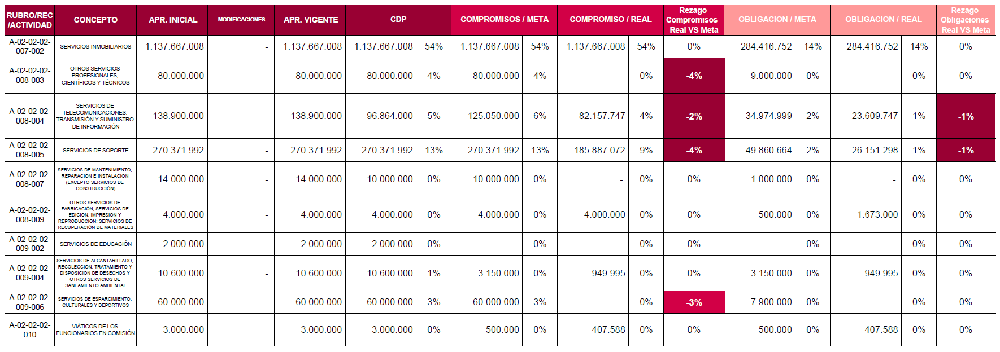 RUBRO/REC/ACTIVIDAD CONCEPTO APR. INICIAL MODIFICACIONES APR. VIGENTE CDP COMPROMISOS / META COMPROMISO / REAL Rezago Compromisos Real VS Meta OBLIGACION / META OBLIGACION / REAL Rezago Obligaciones Real VS Meta
A-02-02-02-007-002 SERVICIOS INMOBILIARIOS 1.137.667.008 - 1.137.667.008 1.137.667.008 54% 1.137.667.008 54% 1.137.667.008 54% 0% 284.416.752 14% 284.416.752 14% 0%
A-02-02-02-008-003 OTROS SERVICIOS PROFESIONALES, CIENTÍFICOS Y TÉCNICOS 80.000.000 - 80.000.000 80.000.000 4% 80.000.000 4% - 0% -4% 9.000.000 0% - 0% 0%
A-02-02-02-008-004 SERVICIOS DE TELECOMUNICACIONES, TRANSMISIÓN Y SUMINISTRO DE INFORMACIÓN 138.900.000 - 138.900.000 96.864.000 5% 125.050.000 6% 82.157.747 4% -2% 34.974.999 2% 23.609.747 1% -1%
A-02-02-02-008-005 SERVICIOS DE SOPORTE 270.371.992 - 270.371.992 270.371.992 13% 270.371.992 13% 185.887.072 9% -4% 49.860.664 2% 26.151.298 1% -1%
A-02-02-02-008-007 SERVICIOS DE MANTENIMIENTO, REPARACIÓN E INSTALACIÓN (EXCEPTO SERVICIOS DE CONSTRUCCIÓN) 14.000.000 - 14.000.000 10.000.000 0% 10.000.000 0% - 0% 0% 1.000.000 0% - 0% 0%
A-02-02-02-008-009 OTROS SERVICIOS DE FABRICACIÓN; SERVICIOS DE EDICIÓN, IMPRESIÓN Y REPRODUCCIÓN; SERVICIOS DE RECUPERACIÓN DE MATERIALES 4.000.000 - 4.000.000 4.000.000 0% 4.000.000 0% 4.000.000 0% 0% 500.000 0% 1.673.000 0% 0%
A-02-02-02-009-002 SERVICIOS DE EDUCACIÓN 2.000.000 - 2.000.000 2.000.000 0% - 0% - 0% 0% - 0% - 0% 0%
A-02-02-02-009-004 SERVICIOS DE ALCANTARILLADO, RECOLECCIÓN, TRATAMIENTO Y DISPOSICIÓN DE DESECHOS Y OTROS SERVICIOS DE SANEAMIENTO AMBIENTAL 10.600.000 - 10.600.000 10.600.000 1% 3.150.000 0% 949.995 0% 0% 3.150.000 0% 949.995 0% 0%
A-02-02-02-009-006 SERVICIOS DE ESPARCIMIENTO, CULTURALES Y DEPORTIVOS 60.000.000 - 60.000.000 60.000.000 3% 60.000.000 3% - 0% -3% 7.900.000 0% - 0% 0%
A-02-02-02-010 VIÁTICOS DE LOS FUNCIONARIOS EN COMISIÓN 3.000.000 - 3.000.000 3.000.000 0% 500.000 0% 407.588 0% 0% 500.000 0% 407.588 0% 0%